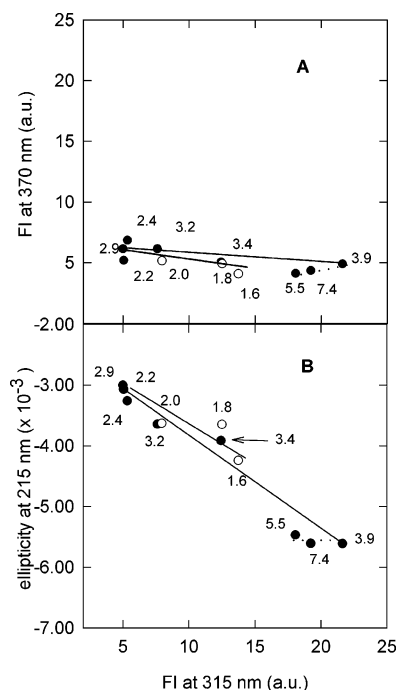 25
A
20
FI at 370 nm (a.u.)
15
10
2.4 3.2
2.9 3.4 3.9
5
2.2 2.0 1.8 5.5 7.4
1.6
-2.00
B
2.9 2.2
-3.00
2.0 1.8
2.4 3.2 3.4
-4.00
1.6
ellipticity at 215 nm (x 10⁻³)
-5.00
5.5 3.9
7.4
-6.00
-7.00
5 10 15 20 25
FI at 315 nm (a.u.)